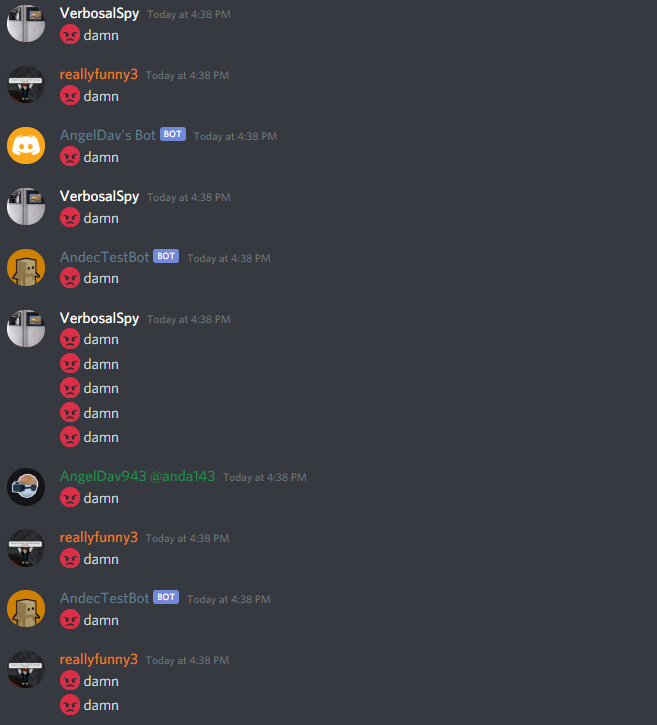 VerbosalSpy Today at 4:38 PM
😡 damn
reallyfunny3 Today at 4:38 PM
😡 damn
AngelDav's Bot BOT Today at 4:38 PM
😡 damn
VerbosalSpy Today at 4:38 PM
😡 damn
AndecTestBot BOT Today at 4:38 PM
😡 damn
VerbosalSpy Today at 4:38 PM
😡 damn
😡 damn
😡 damn
😡 damn
😡 damn
AngelDav943 @anda143 Today at 4:38 PM
😡 damn
reallyfunny3 Today at 4:38 PM
😡 damn
AndecTestBot BOT Today at 4:38 PM
😡 damn
reallyfunny3 Today at 4:38 PM
😡 damn
😡 damn